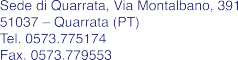 Sede di Quarrata, Via Montalbano, 391
51037 – Quarrata (PT)
Tel. 0573.775174
Fax. 0573.779553